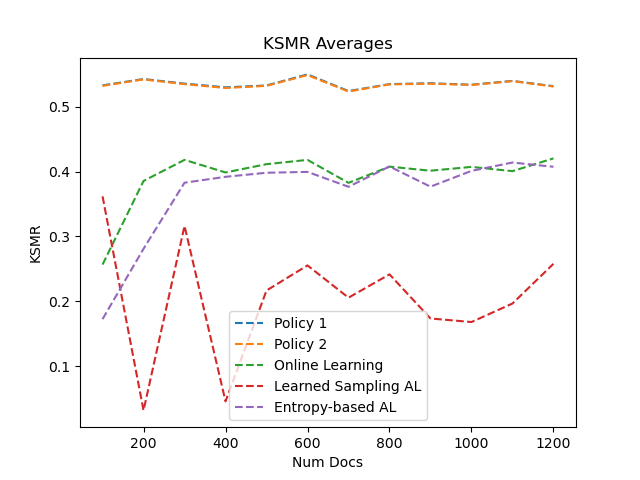 KSMR Averages
KSMR
0.5
0.4
0.3
0.2
0.1
Policy 1
Policy 2
Online Learning
Learned Sampling AL
Entropy-based AL
200 400 600 800 1000 1200
Num Docs